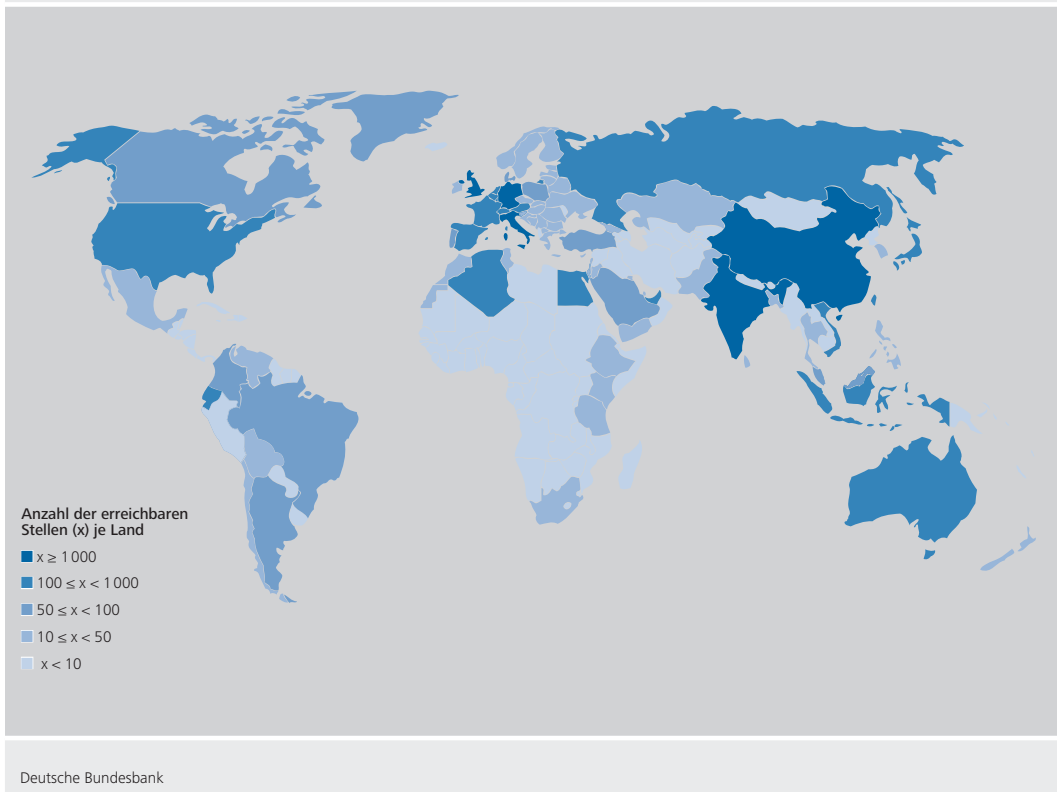 Anzahl der erreichbaren
Stellen (x) je Land
x ≥ 1 000
100 ≤ x < 1 000
50 ≤ x < 100
10 ≤ x < 50
x < 10
Deutsche Bundesbank